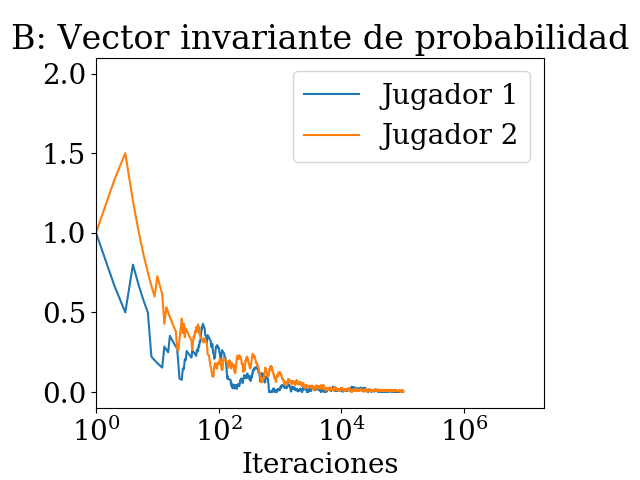 B: Vector invariante de probabilidad
2.0
1.5
1.0
0.5
0.0
Jugador 1
Jugador 2
10^0 10^2 10^4 10^6
Iteraciones